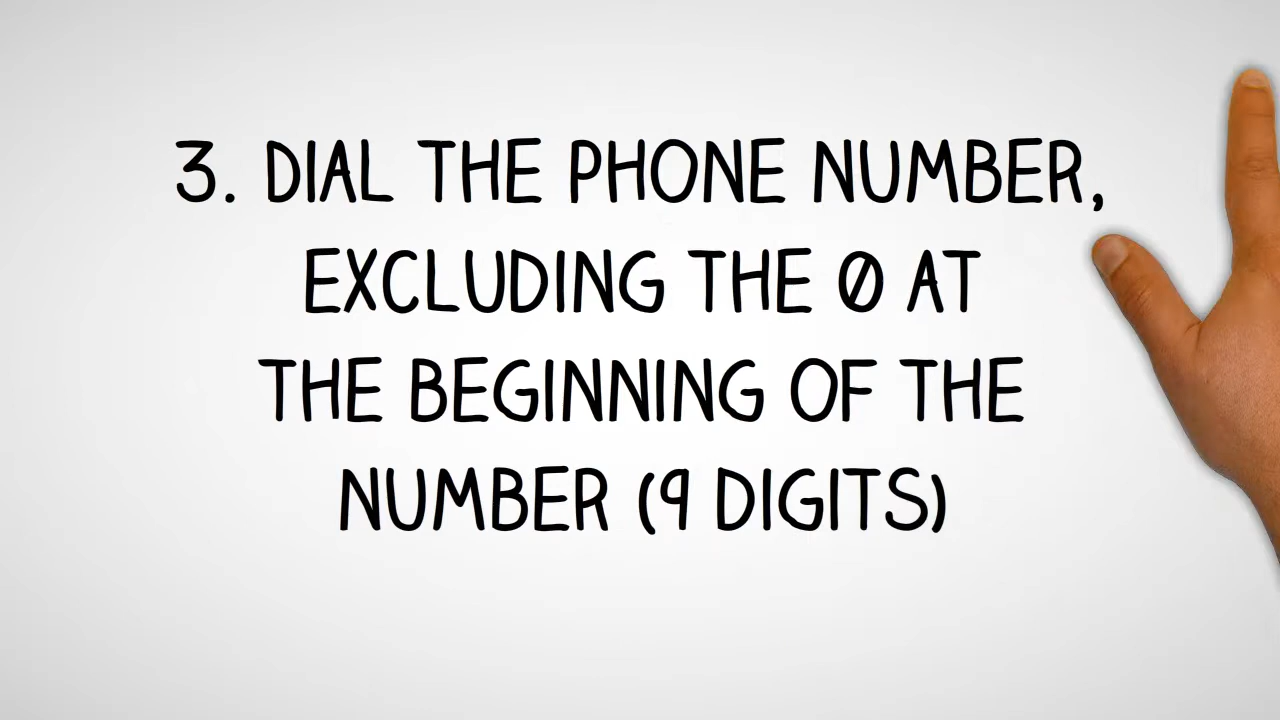 3. DIAL THE PHONE NUMBER,
EXCLUDING THE 0 AT
THE BEGINNING OF THE
NUMBER (9 DIGITS)